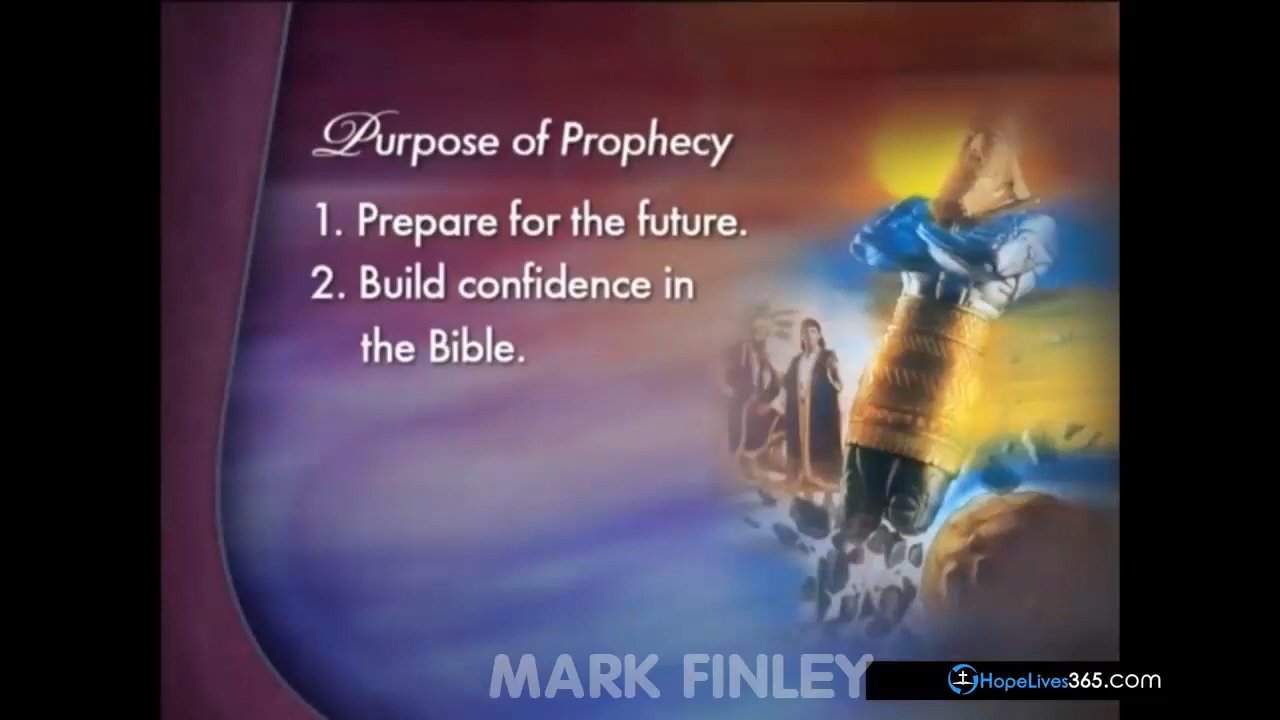 Purpose of Prophecy
1. Prepare for the future.
2. Build confidence in
the Bible.
MARK FINLEY
HopeLives365.com